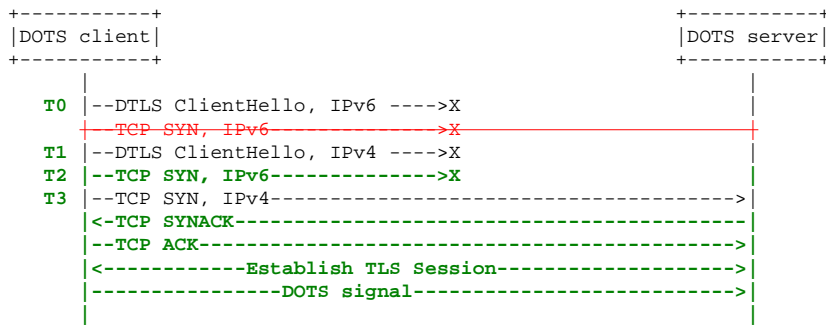 +-----------+                                           +-----------+
|DOTS client|                                           |DOTS server|
+-----------+                                           +-----------+
      |                                                       |
   T0 |--DTLS ClientHello, IPv6 ---->X                        |
      |--TCP SYN, IPv6-------------->X                        |
   T1 |--DTLS ClientHello, IPv4 ---->X                        |
   T2 |--TCP SYN, IPv6-------------->X                        |
   T3 |--TCP SYN, IPv4--------------------------------------->|
      |<-TCP SYNACK-------------------------------------------|
      |--TCP ACK--------------------------------------------->|
      |<------------Establish TLS Session-------------------->|
      |----------------DOTS signal--------------------------->|
      |                                                       |